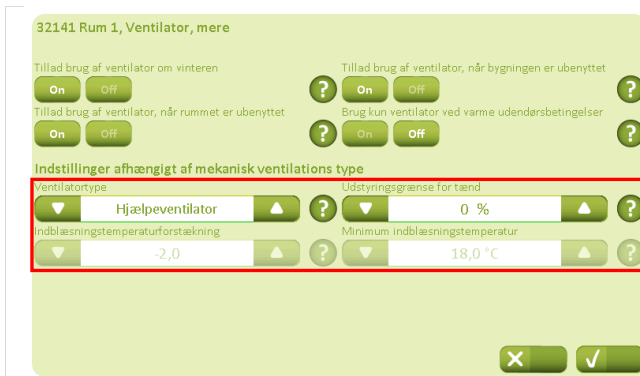 32141 Rum 1, Ventilator, mere
Tillad brug af ventilator om vinteren
On Off ?
Tillad brug af ventilator, når bygningen er ubenyttet
On Off ?
Tillad brug af ventilator, når rummet er ubenyttet
On Off ?
Brug kun ventilator ved varme udendørsbetingelser
On Off ?
Indstillinger afhængigt af mekanisk ventilations type
Ventilatortype
Hjælpeventilator ?
Udstyringsgrænse for tænd
0 % ?
Indblæsningstemperaturforstækning
-2,0 ?
Minimum indblæsningstemperatur
18,0 °C ?